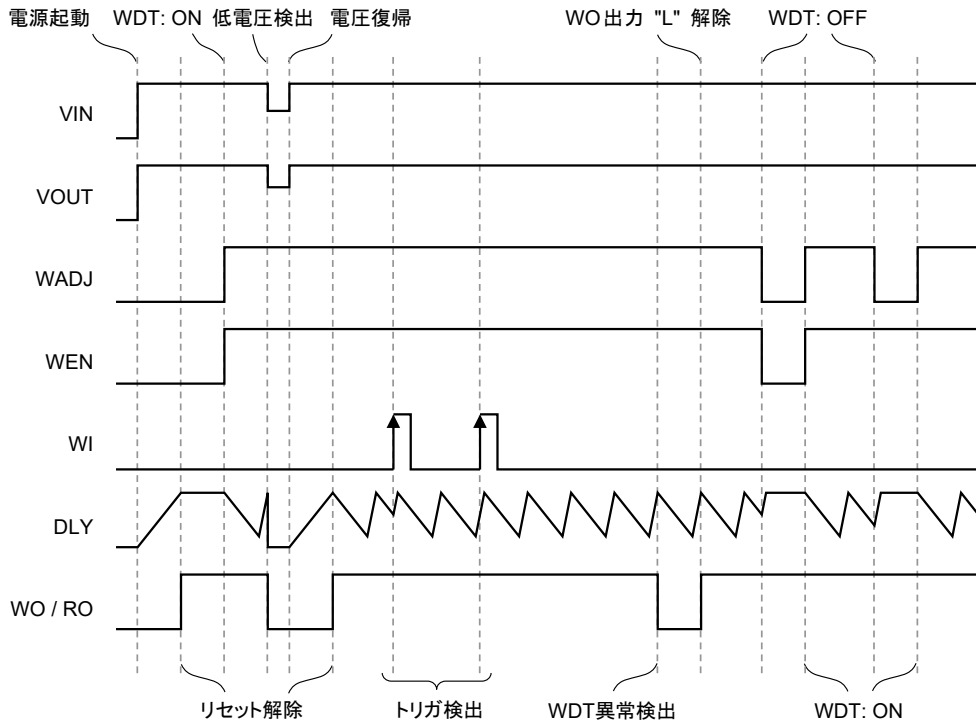 電源起動 WDT: ON 低電圧検出 電圧復帰 WO出力 "L" 解除 WDT: OFF
VIN
VOUT
WADJ
WEN
WI
DLY
WO / RO
リセット解除 トリガ検出 WDT異常検出 WDT: ON